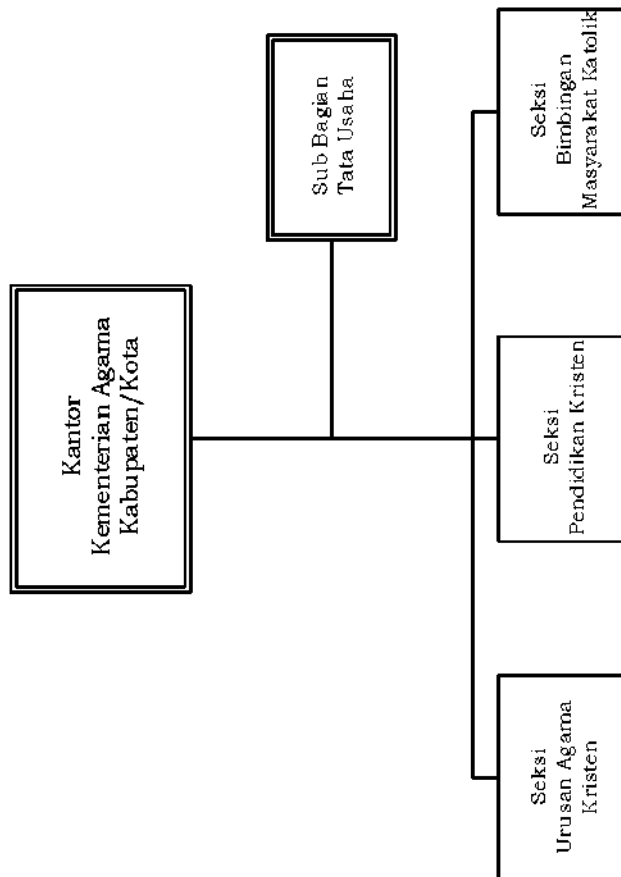 Kantor
Kementerian Agama
Kabupaten/Kota
Sub Bagian
Tata Usaha
Seksi
Urusan Agama
Kristen
Seksi
Pendidikan Kristen
Seksi
Bimbingan
Masyarakat Katolik